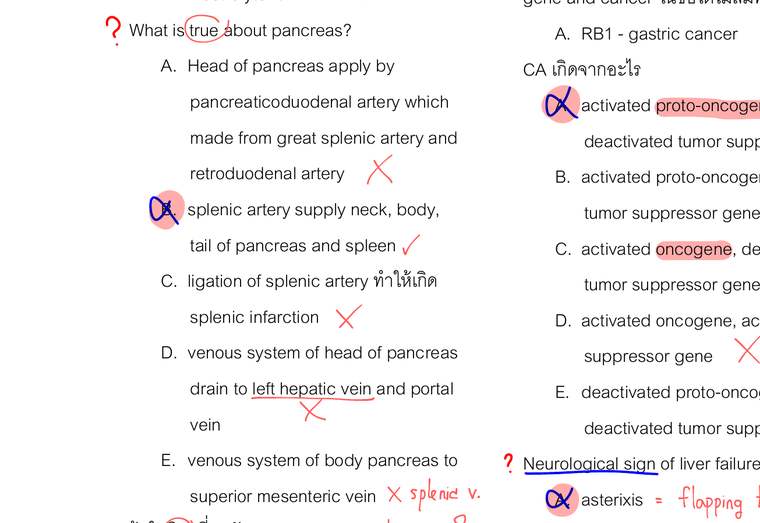 ? What is true about pancreas?
A. Head of pancreas apply by
pancreaticoduodenal artery which
made from great splenic artery and
retroduodenal artery
B. splenic artery supply neck, body,
tail of pancreas and spleen
C. ligation of splenic artery ทำให้เกิด
splenic infarction
D. venous system of head of pancreas
drain to left hepatic vein and portal
vein
E. venous system of body pancreas to
superior mesenteric vein × splenic v.
A. RB1 - gastric cancer
CA เกิดจากอะไร
A activated proto-oncoge
deactivated tumor supp
B. activated proto-oncoge
tumor suppressor gene
C. activated oncogene, de
tumor suppressor gene
D. activated oncogene, ac
suppressor gene
E. deactivated proto-onco
deactivated tumor supp
? Neurological sign of liver failure
A asterixis = flapping t